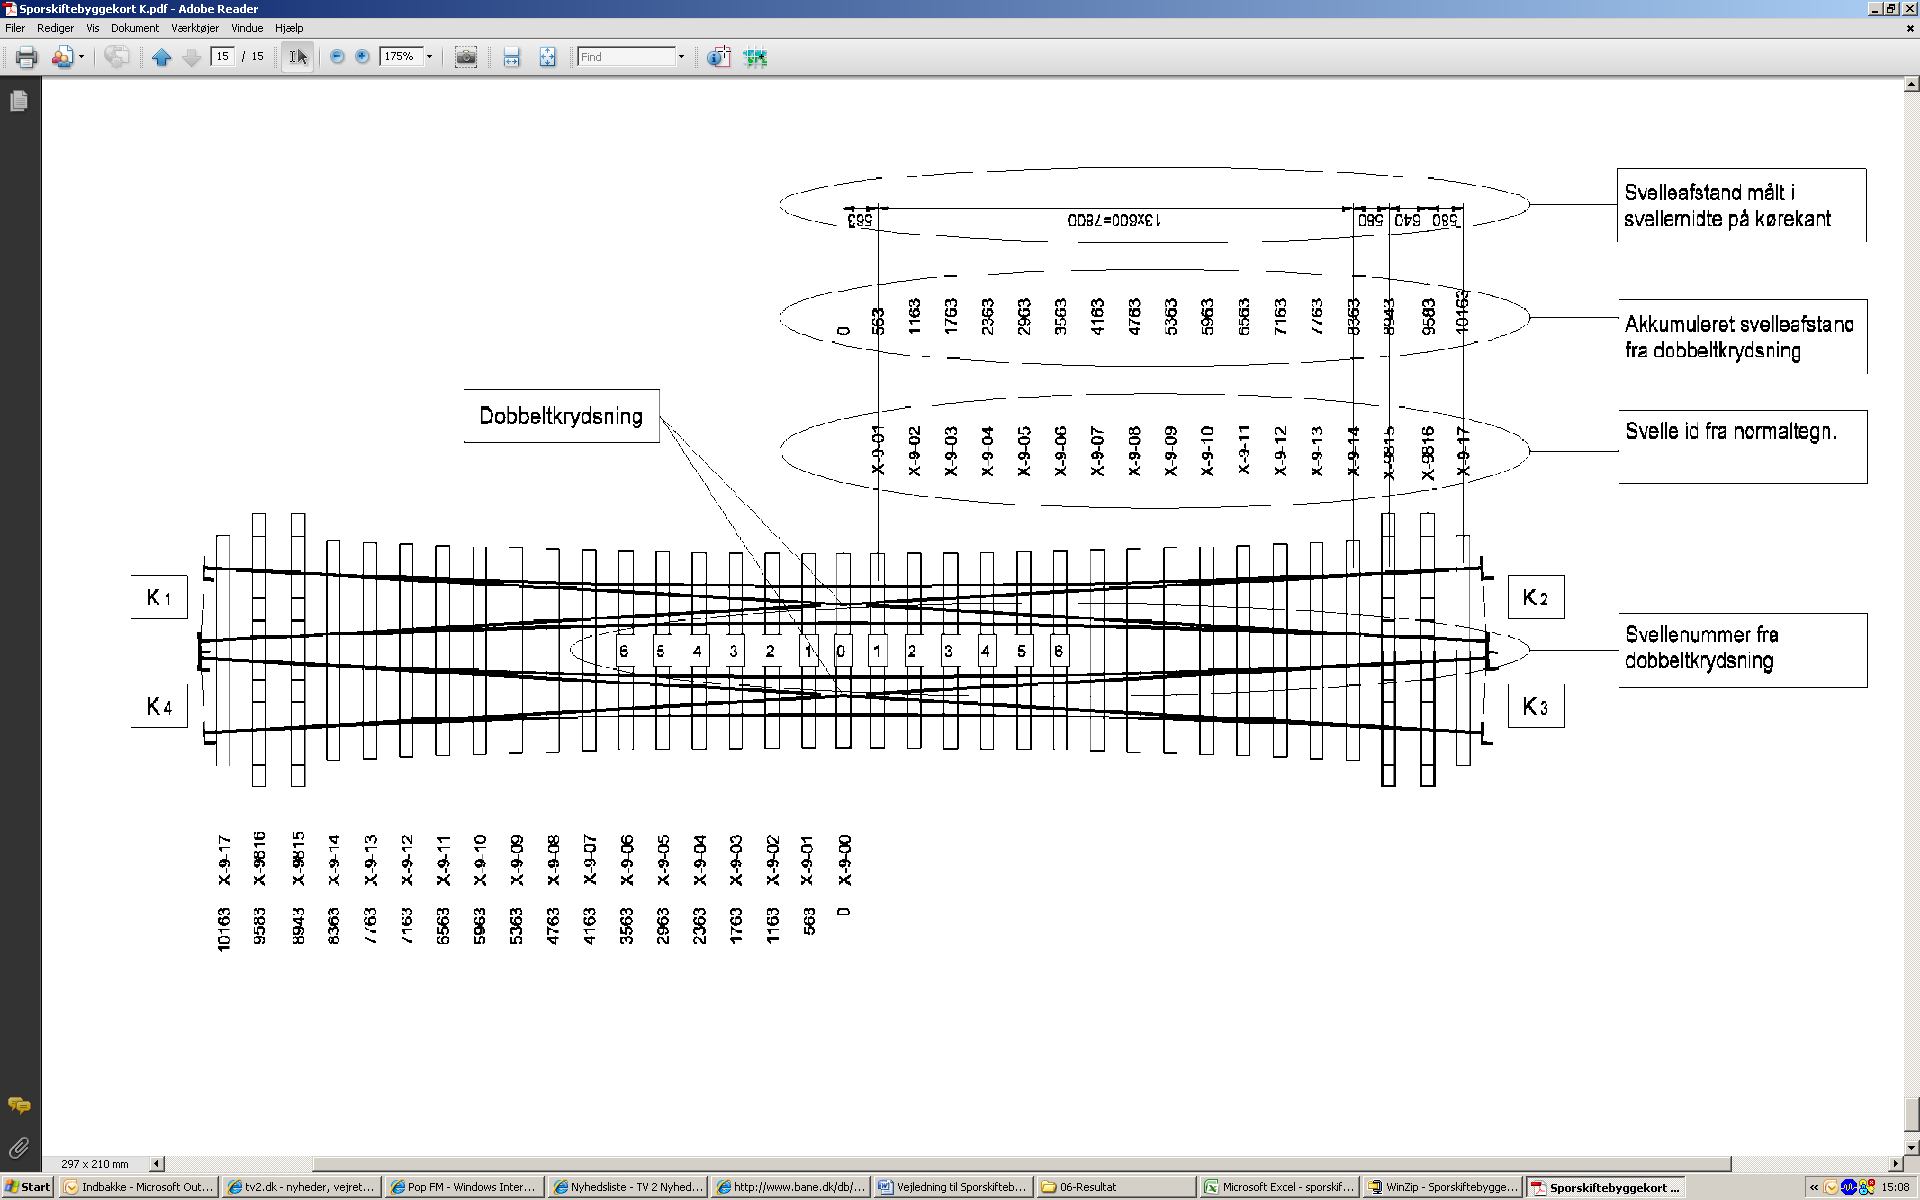 Sporskiftebyggekort K.pdf - Adobe Reader
Filer Rediger Vis Dokument Værktøjer Vindue Hjælp
15 / 15 175% Find
Svelleafstand målt i
svellemidte på kørekant
563 13x600=7800 580 640 580
Akkumuleret svelleafstand
fra dobbeltkrydsning
0 563 1163 1763 2363 2963 3563 4163 4763 5363 5963 6563 7163 7763 8363 8943 9583 10163
Dobbeltkrydsning
Svelle id fra normaltegn.
X-9-01 X-9-02 X-9-03 X-9-04 X-9-05 X-9-06 X-9-07 X-9-08 X-9-09 X-9-10 X-9-11 X-9-12 X-9-13 X-9-14 X-9815 X-9816 X-9-17
K 1
K 2
6 5 4 3 2 1 0 1 2 3 4 5 6
Svellenummer fra
dobbeltkrydsning
K 4
K 3
X-9-17 X-9816 X-9815 X-9-14 X-9-13 X-9-12 X-9-11 X-9-10 X-9-09 X-9-08 X-9-07 X-9-06 X-9-05 X-9-04 X-9-03 X-9-02 X-9-01 X-9-00
10163 9583 8943 8363 7763 7163 6563 5963 5363 4763 4163 3563 2963 2363 1763 1163 563 0
297 x 210 mm
Start Indbakke - Microsoft Out... tv2.dk - nyheder, vejret... Pop FM - Windows Inter... Nyhedsliste - TV 2 Nyhed... http://www.bane.dk/db/... Vejledning til Sporskifteb... 06-Resultat Microsoft Excel - sporskif... WinZip - Sporskiftebygge... Sporskiftebyggekort ... « 15:08